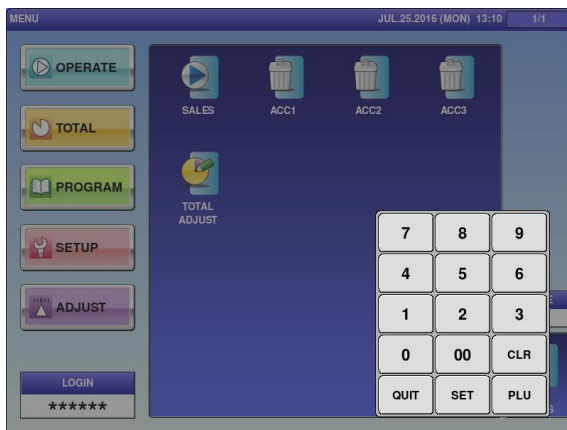 MENU
JUL.25.2016 (MON) 13:10
1/1
OPERATE
TOTAL
PROGRAM
SETUP
ADJUST
LOGIN
******
SALES
ACC1
ACC2
ACC3
TOTAL
ADJUST
7 8 9
4 5 6
1 2 3
0 00 CLR
QUIT SET PLU